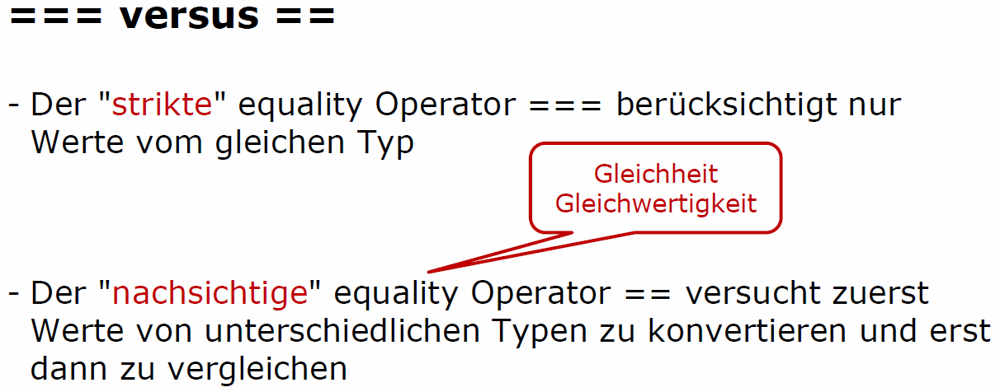 === versus ==
- Der "strikte" equality Operator === berücksichtigt nur
Werte vom gleichen Typ
Gleichheit
Gleichwertigkeit
- Der "nachsichtige" equality Operator == versucht zuerst
Werte von unterschiedlichen Typen zu konvertieren und erst
dann zu vergleichen